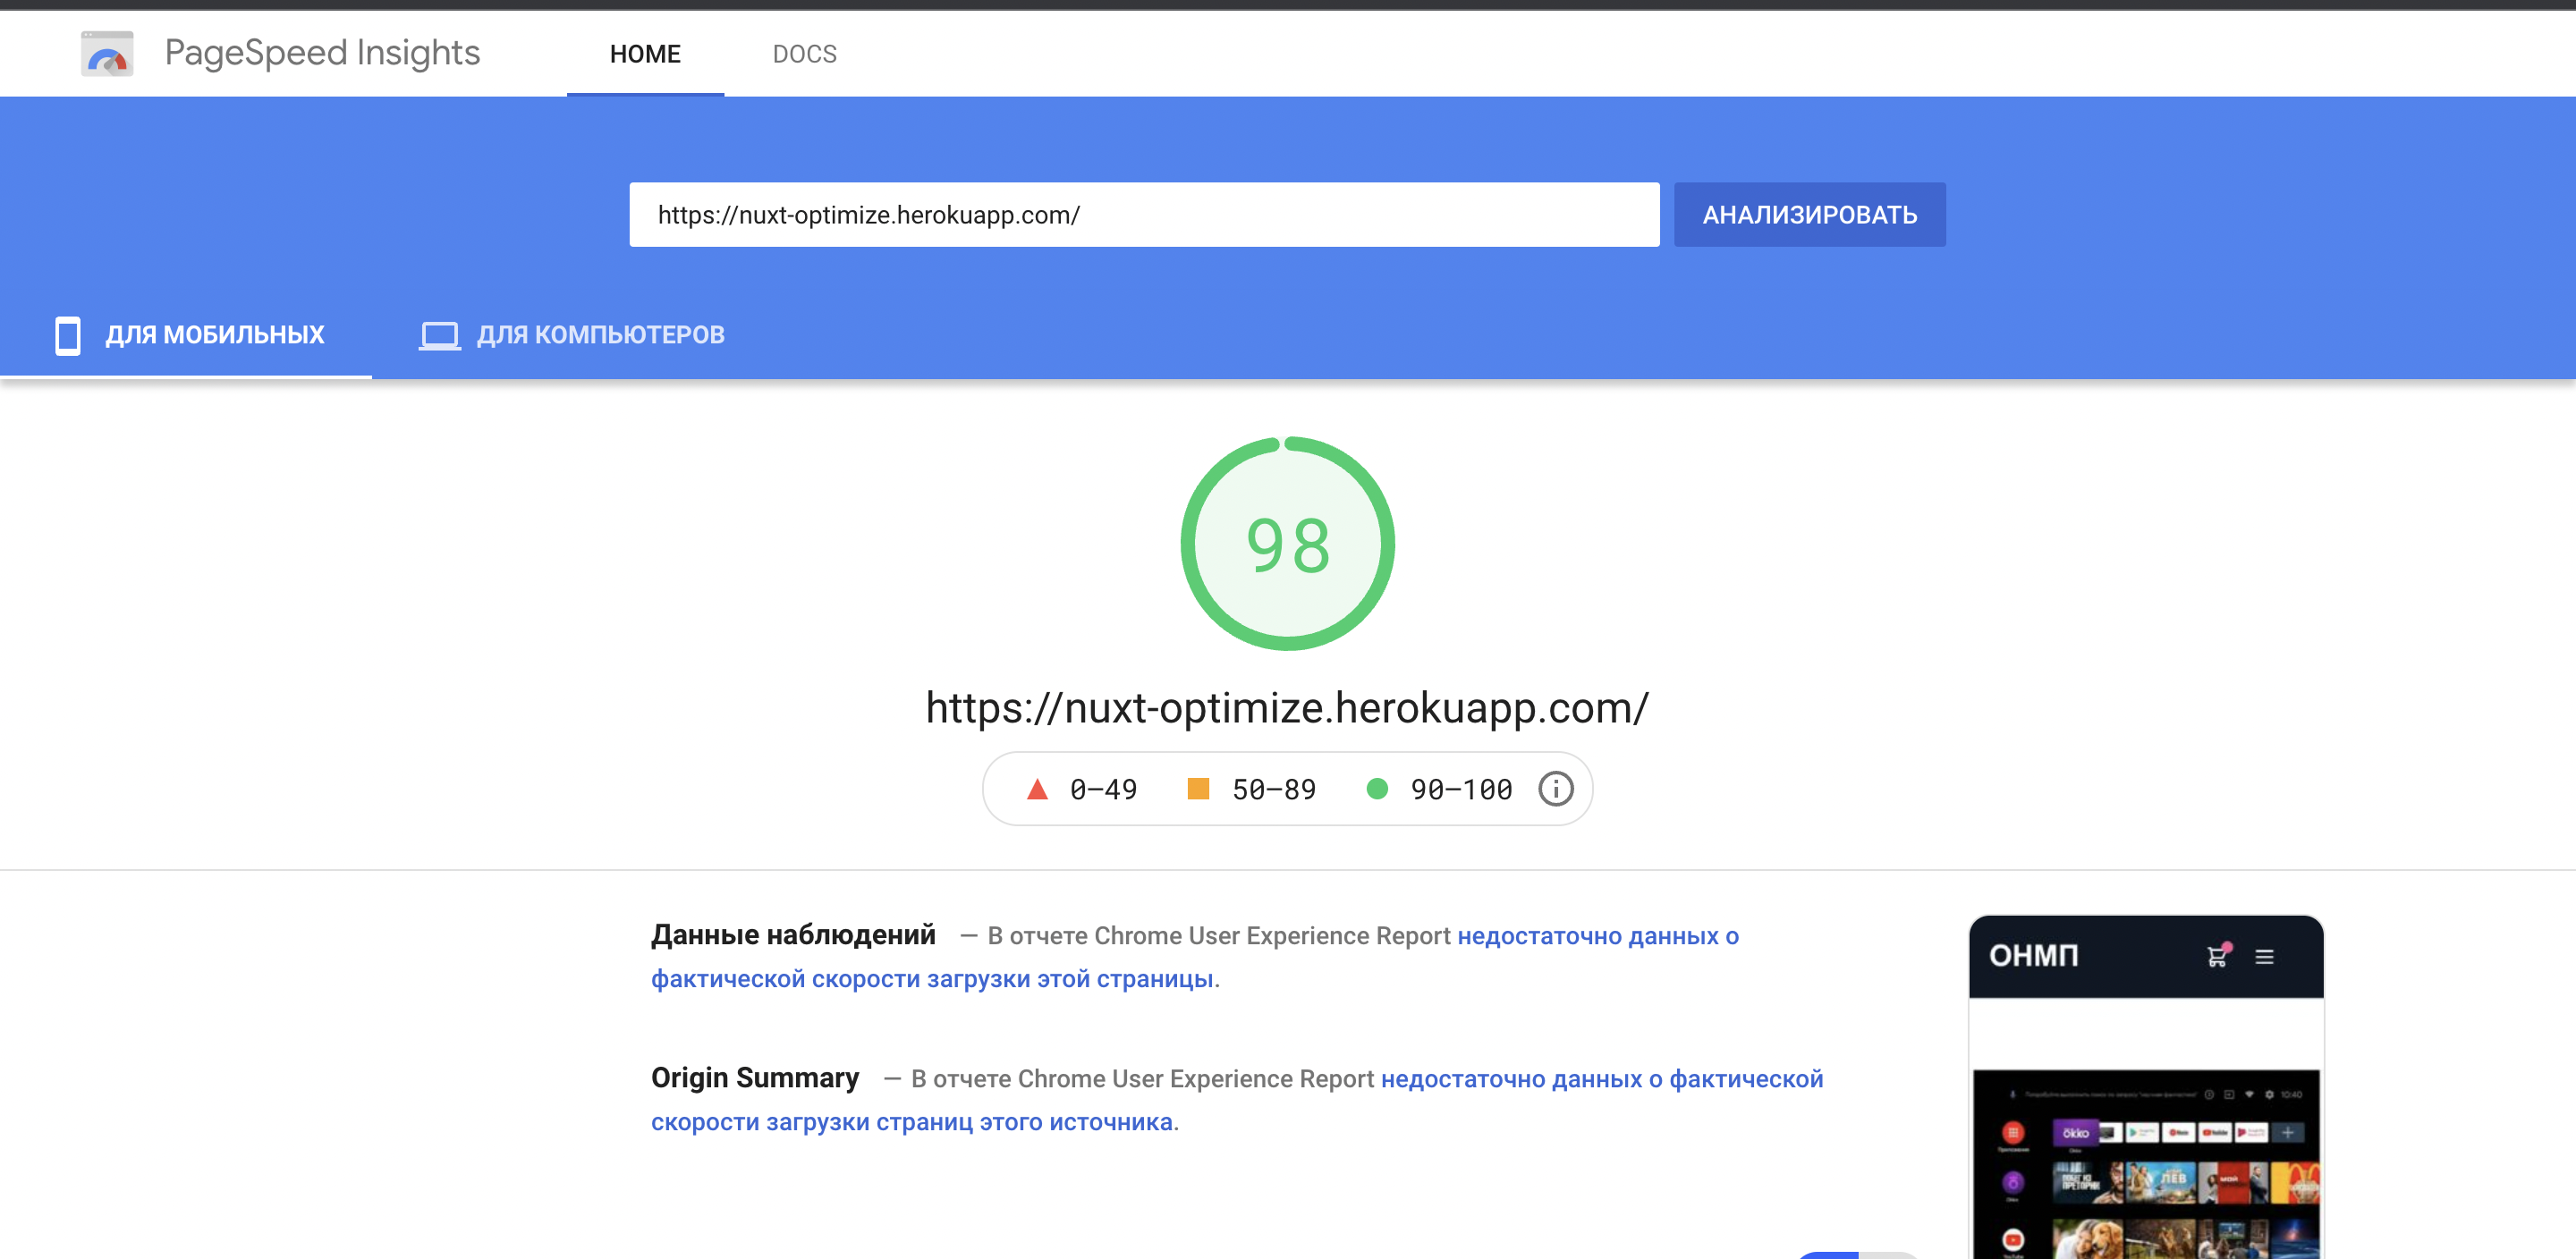 PageSpeed Insights
HOME
DOCS
https://nuxt-optimize.herokuapp.com/
АНАЛИЗИРОВАТЬ
ДЛЯ МОБИЛЬНЫХ
ДЛЯ КОМПЬЮТЕРОВ
98
https://nuxt-optimize.herokuapp.com/
0–49
50–89
90–100
Данные наблюдений — В отчете Chrome User Experience Report недостаточно данных о
фактической скорости загрузки этой страницы.
Origin Summary — В отчете Chrome User Experience Report недостаточно данных о фактической
скорости загрузки страниц этого источника.
ОНМП
10:40
okko